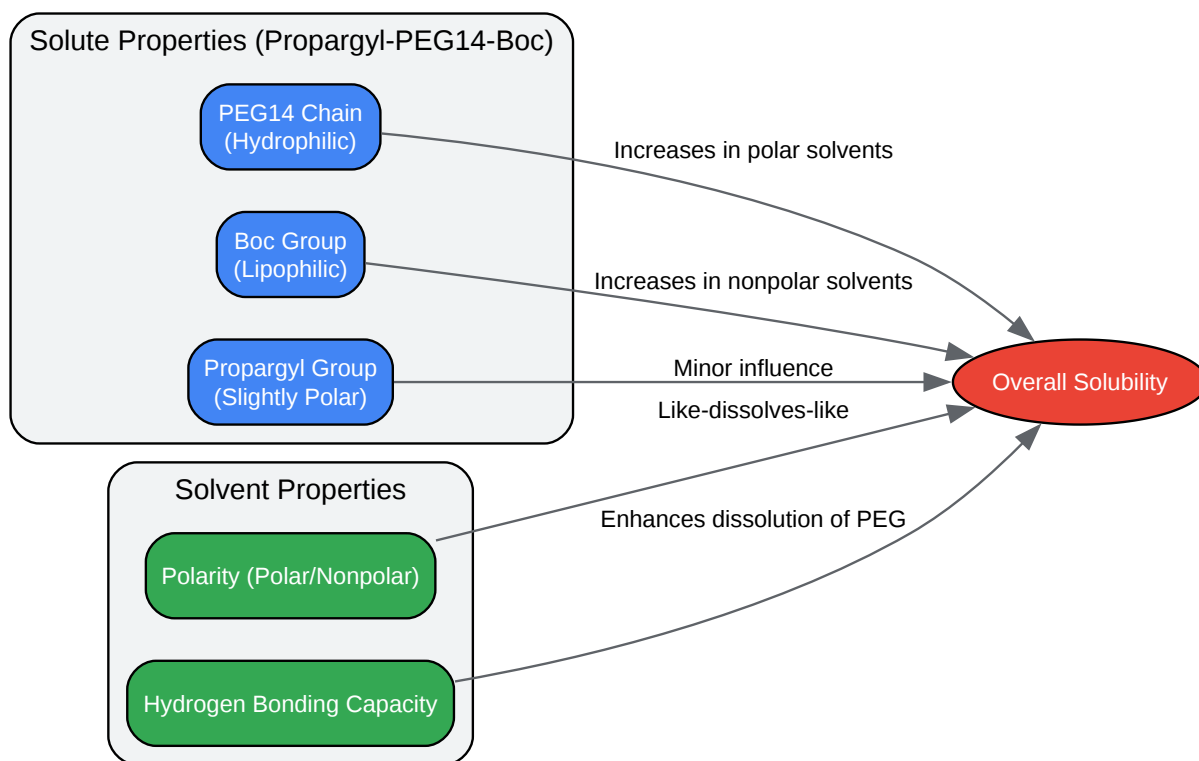 Solute Properties (Propargyl-PEG14-Boc)
PEG14 Chain
(Hydrophilic)
Increases in polar solvents
Boc Group
(Lipophilic)
Increases in nonpolar solvents
Propargyl Group
(Slightly Polar)
Minor influence
Overall Solubility
Like-dissolves-like
Solvent Properties
Enhances dissolution of PEG
Polarity (Polar/Nonpolar)
Hydrogen Bonding Capacity